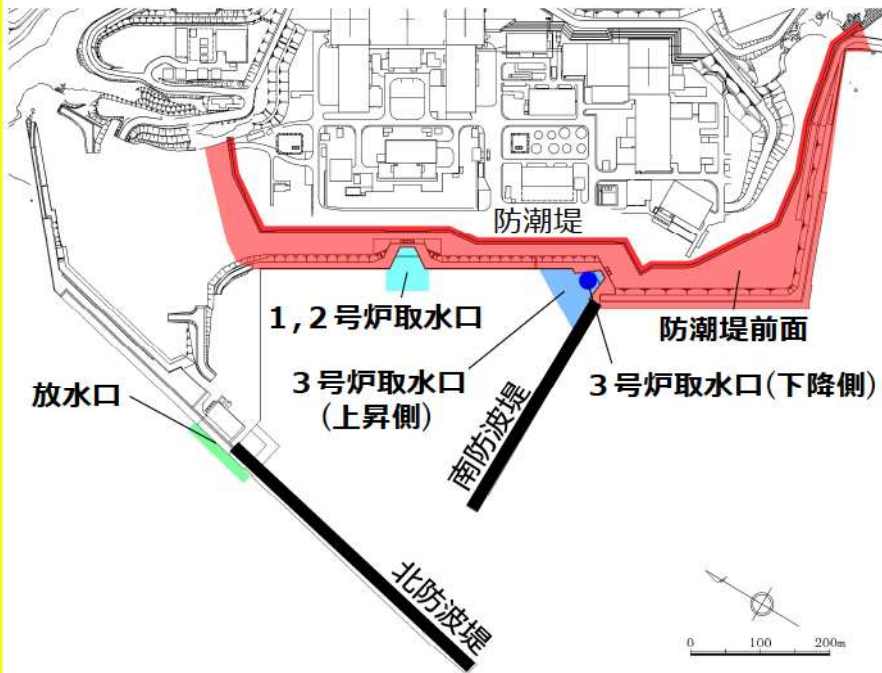 防潮堤
1,2号炉取水口
防潮堤前面
3号炉取水口
(上昇側)
3号炉取水口(下降側)
放水口
南防波堤
北防波堤
0 100 200m